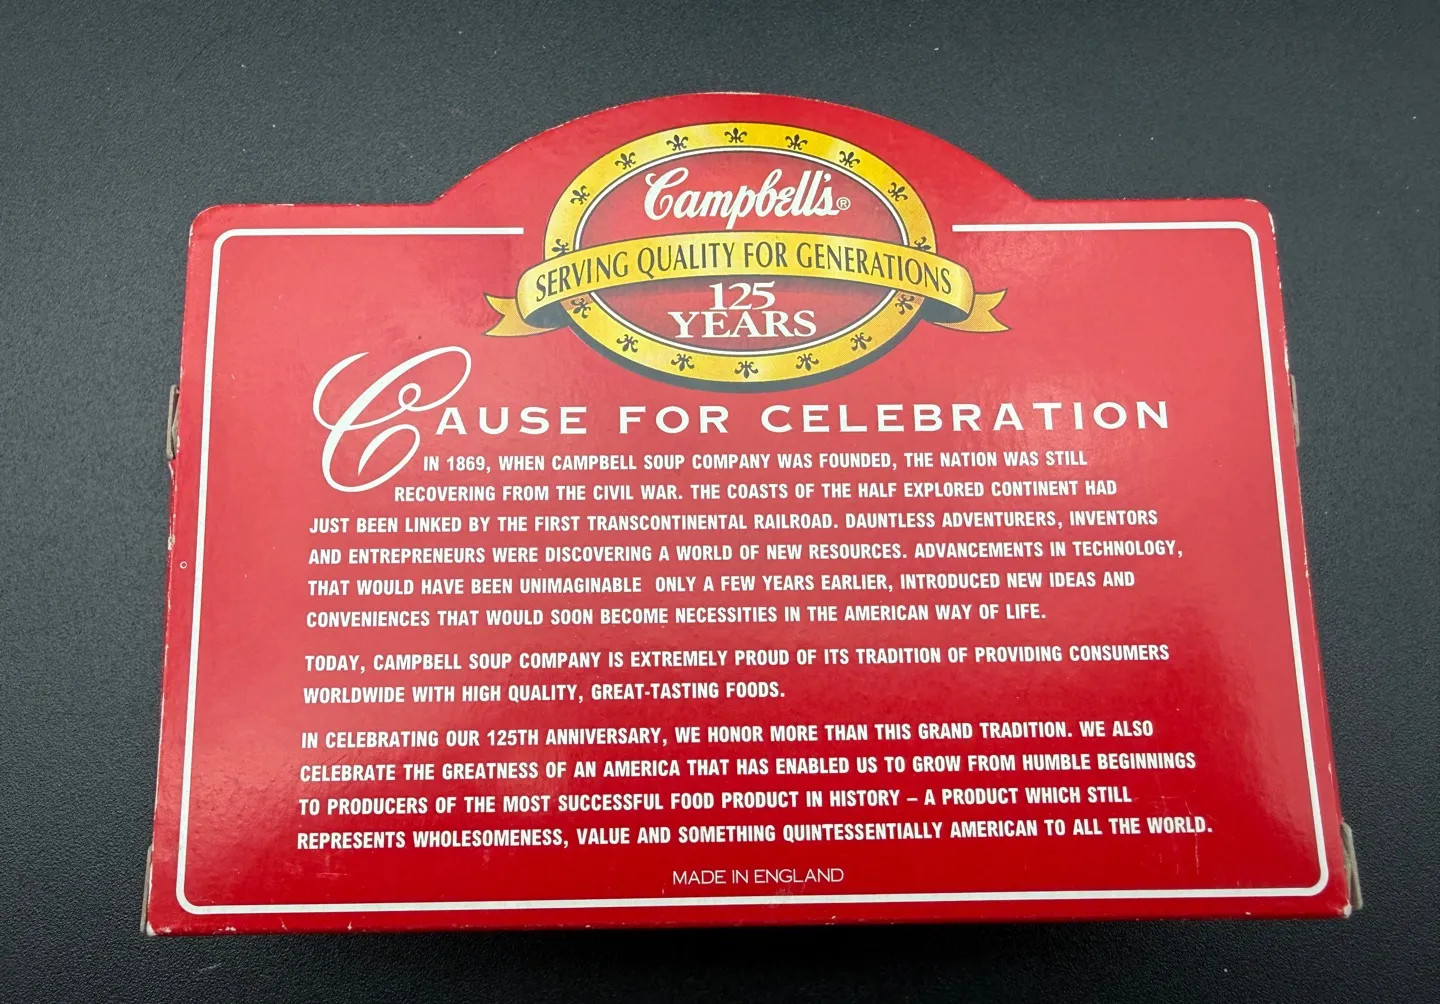 Campbell's®
SERVING QUALITY FOR GENERATIONS
125
YEARS
CAUSE FOR CELEBRATION
IN 1869, WHEN CAMPBELL SOUP COMPANY WAS FOUNDED, THE NATION WAS STILL
RECOVERING FROM THE CIVIL WAR. THE COASTS OF THE HALF EXPLORED CONTINENT HAD
JUST BEEN LINKED BY THE FIRST TRANSCONTINENTAL RAILROAD. DAUNTLESS ADVENTURERS, INVENTORS
AND ENTREPRENEURS WERE DISCOVERING A WORLD OF NEW RESOURCES. ADVANCEMENTS IN TECHNOLOGY,
THAT WOULD HAVE BEEN UNIMAGINABLE ONLY A FEW YEARS EARLIER, INTRODUCED NEW IDEAS AND
CONVENIENCES THAT WOULD SOON BECOME NECESSITIES IN THE AMERICAN WAY OF LIFE.
TODAY, CAMPBELL SOUP COMPANY IS EXTREMELY PROUD OF ITS TRADITION OF PROVIDING CONSUMERS
WORLDWIDE WITH HIGH QUALITY, GREAT-TASTING FOODS.
IN CELEBRATING OUR 125TH ANNIVERSARY, WE HONOR MORE THAN THIS GRAND TRADITION. WE ALSO
CELEBRATE THE GREATNESS OF AN AMERICA THAT HAS ENABLED US TO GROW FROM HUMBLE BEGINNINGS
TO PRODUCERS OF THE MOST SUCCESSFUL FOOD PRODUCT IN HISTORY – A PRODUCT WHICH STILL
REPRESENTS WHOLESOMENESS, VALUE AND SOMETHING QUINTESSENTIALLY AMERICAN TO ALL THE WORLD.
MADE IN ENGLAND